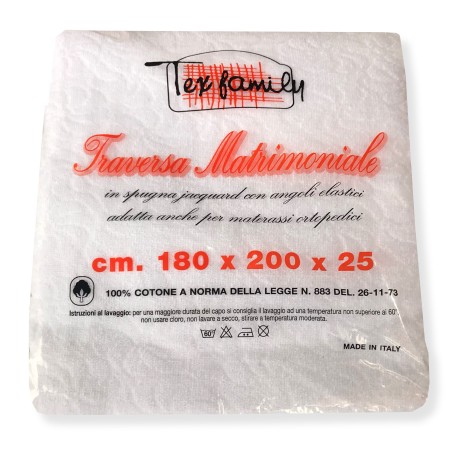 Tex family
Traversa Matrimoniale
in spugna jacquard con angoli elastici
adatta anche per materassi ortopedici
cm. 180 x 200 x 25
100% COTONE A NORMA DELLA LEGGE N. 883 DEL. 26-11-73
Istruzioni al lavaggio: per una maggiore durata del capo si consiglia il lavaggio ad una temperatura non superiore ai 60°,
non usare cloro, non lavare a secco, stirare a temperatura moderata.
60°
MADE IN ITALY